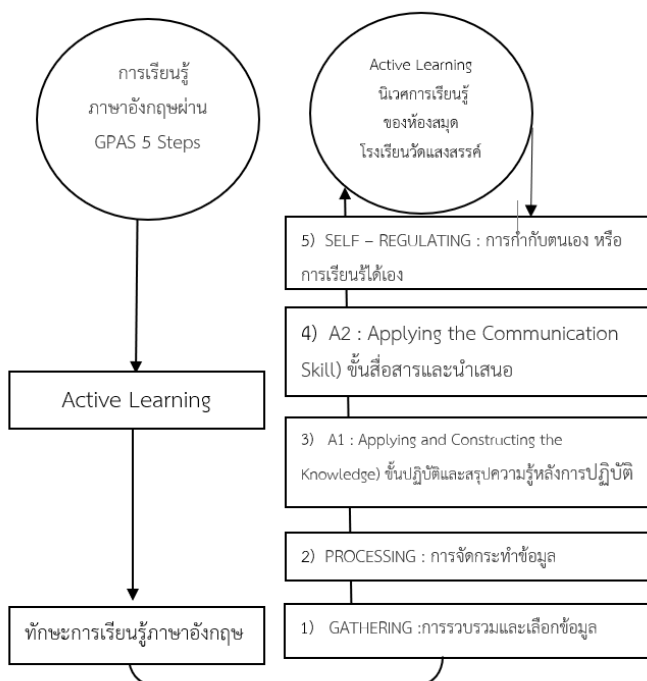 การเรียนรู้
ภาษาอังกฤษผ่าน
GPAS 5 Steps
Active Learning
ทักษะการเรียนรู้ภาษาอังกฤษ
Active Learning
นิเวศการเรียนรู้
ของห้องสมุด
โรงเรียนวัดแสงสรรค์
5) SELF – REGULATING : การกำกับตนเอง หรือ
การเรียนรู้ได้เอง
4) A2 : Applying the Communication
Skill) ขั้นสื่อสารและนำเสนอ
3) A1 : Applying and Constructing the
Knowledge) ขั้นปฏิบัติและสรุปความรู้หลังการปฏิบัติ
2) PROCESSING : การจัดกระทำข้อมูล
1) GATHERING :การรวบรวมและเลือกข้อมูล